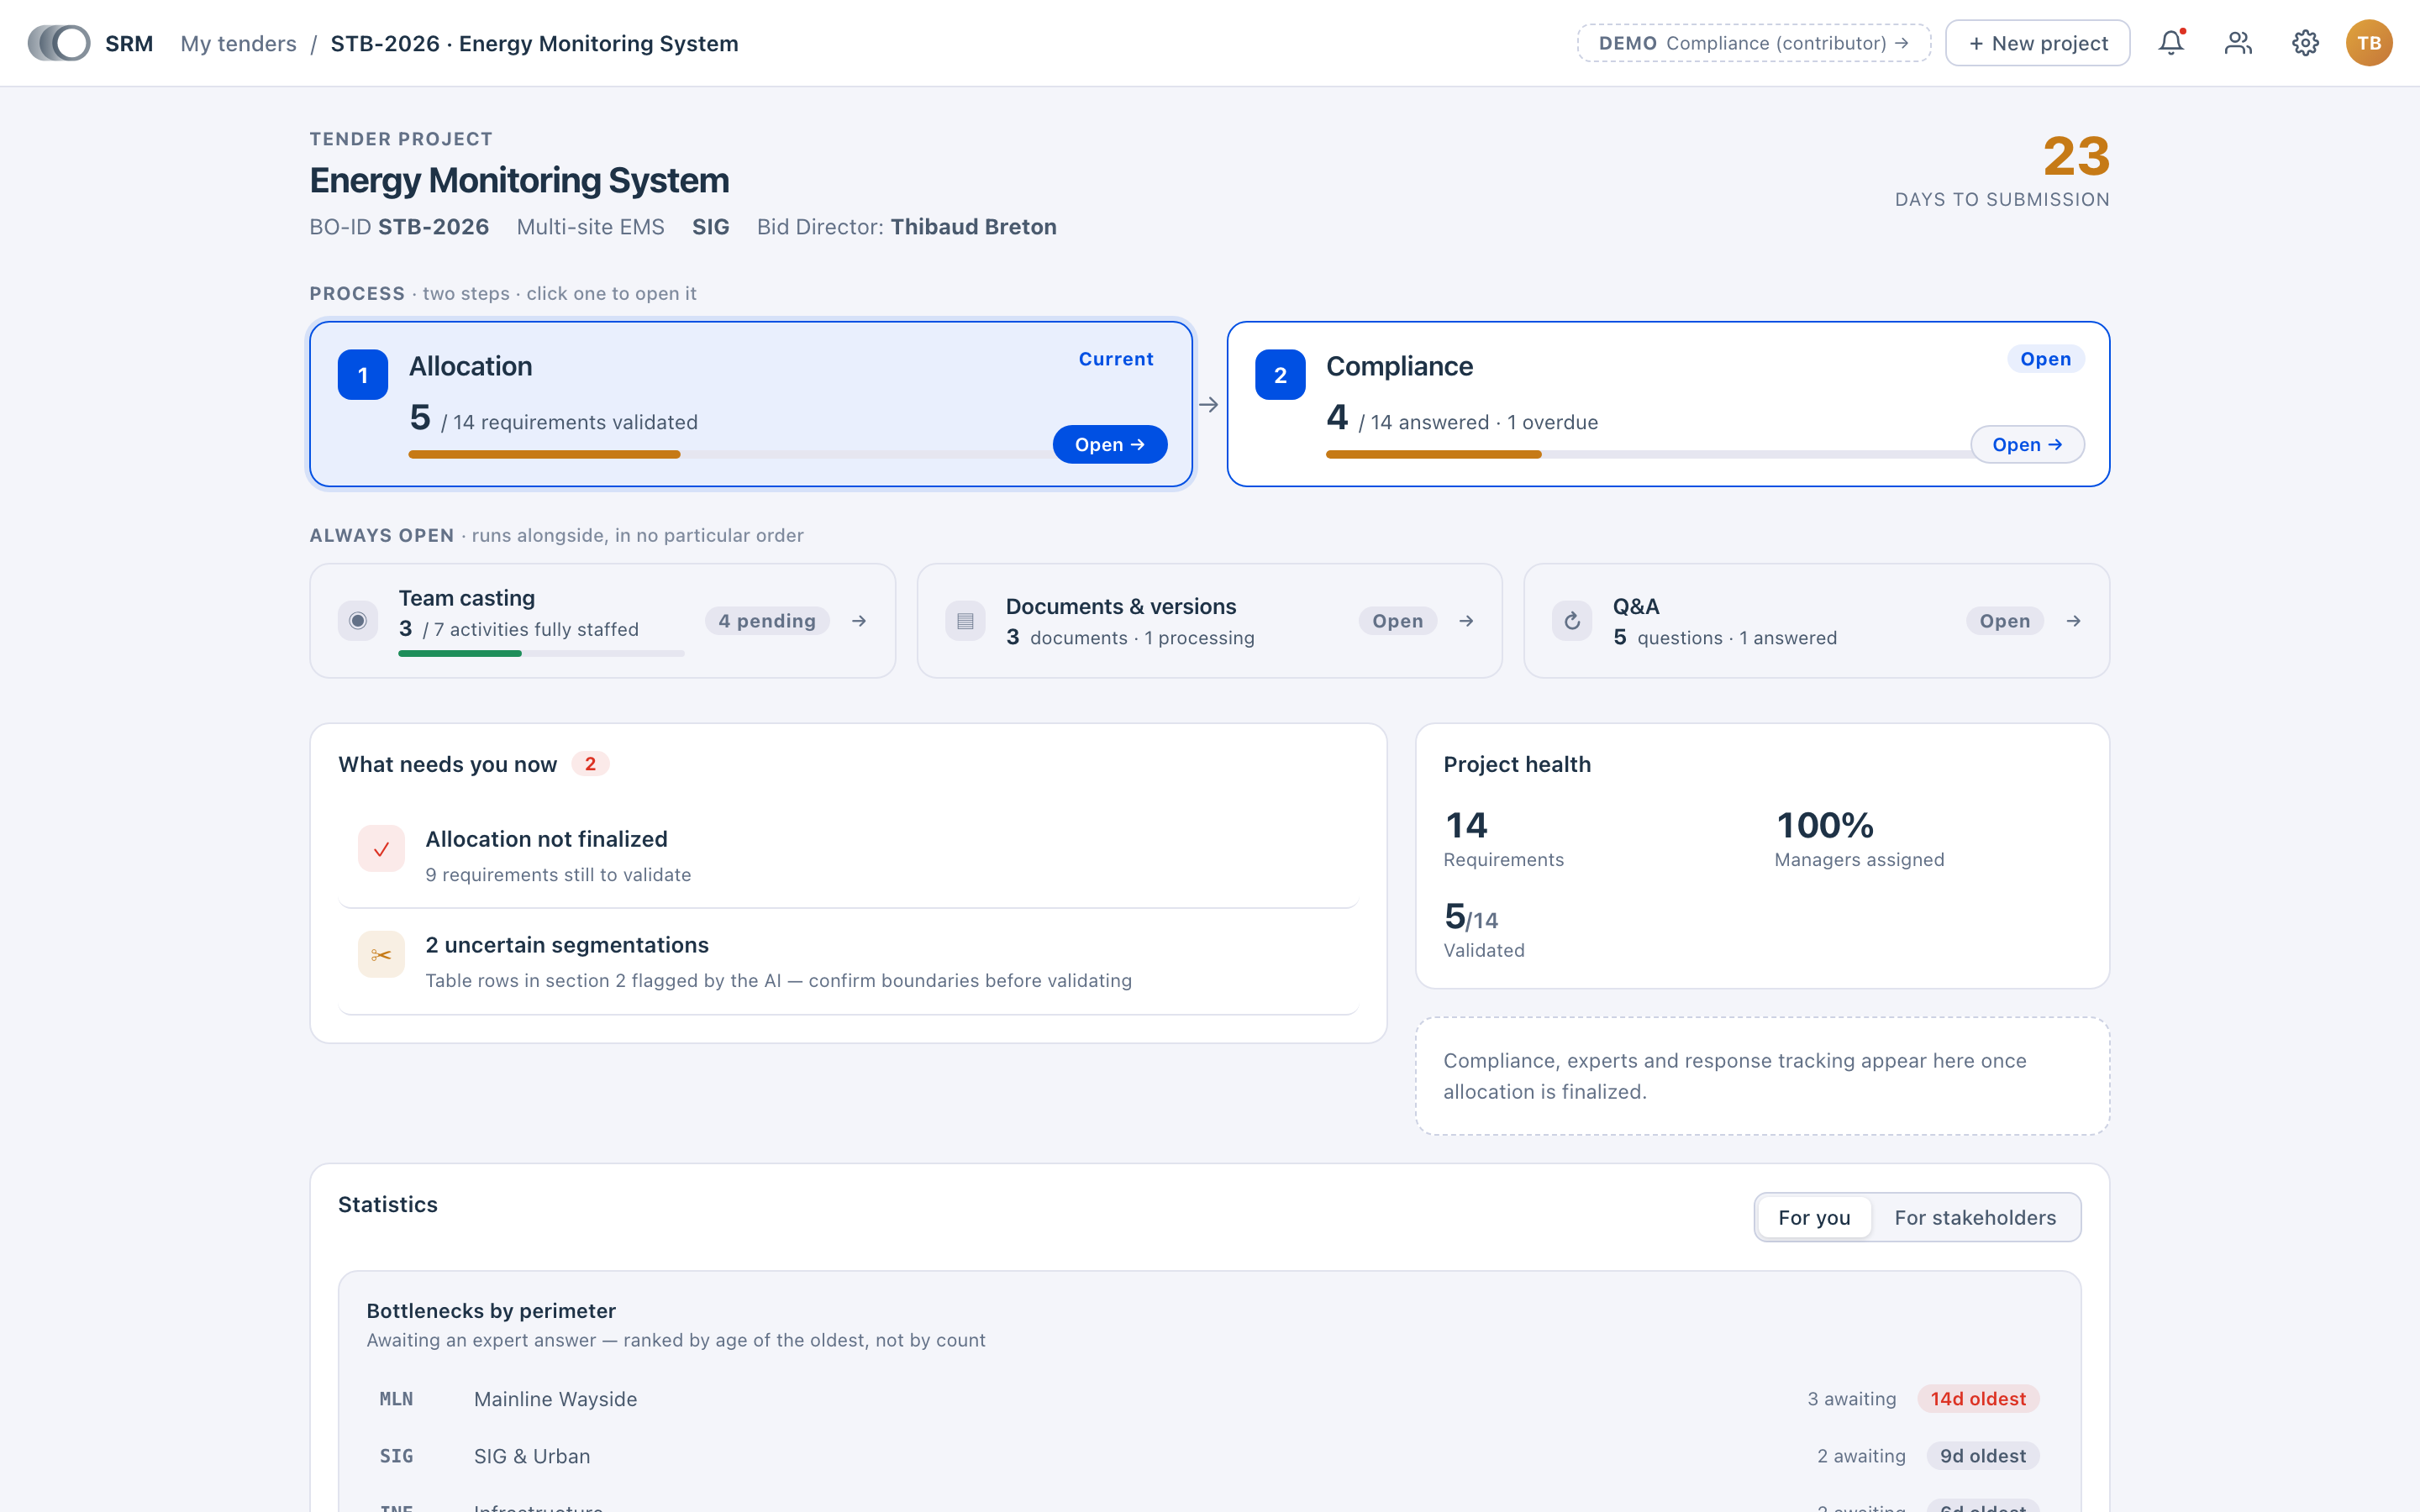 SRM My tenders / STB-2026 · Energy Monitoring System DEMO Compliance (contributor) → + New project TB
TENDER PROJECT
Energy Monitoring System
BO-ID STB-2026 Multi-site EMS SIG Bid Director: Thibaud Breton
23
DAYS TO SUBMISSION
PROCESS · two steps · click one to open it
1 Allocation Current
5 / 14 requirements validated
Open →
→
2 Compliance Open
4 / 14 answered · 1 overdue
Open →
ALWAYS OPEN · runs alongside, in no particular order
Team casting
3 / 7 activities fully staffed
4 pending →
Documents & versions
3 documents · 1 processing
Open →
Q&A
5 questions · 1 answered
Open →
What needs you now 2
Allocation not finalized
9 requirements still to validate
2 uncertain segmentations
Table rows in section 2 flagged by the AI — confirm boundaries before validating
Project health
14
Requirements
100%
Managers assigned
5/14
Validated
Compliance, experts and response tracking appear here once
allocation is finalized.
Statistics
For you For stakeholders
Bottlenecks by perimeter
Awaiting an expert answer — ranked by age of the oldest, not by count
MLN Mainline Wayside 3 awaiting 14d oldest
SIG SIG & Urban 2 awaiting 9d oldest